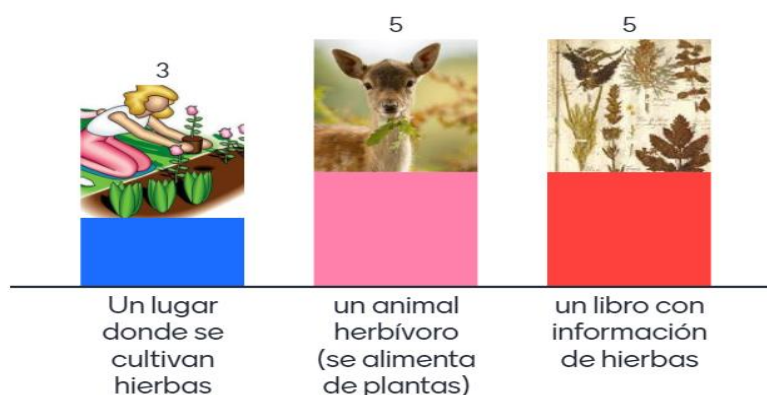 3
5
5
Un lugar
donde se
cultivan
hierbas
un animal
herbívoro
(se alimenta
de plantas)
un libro con
información
de hierbas